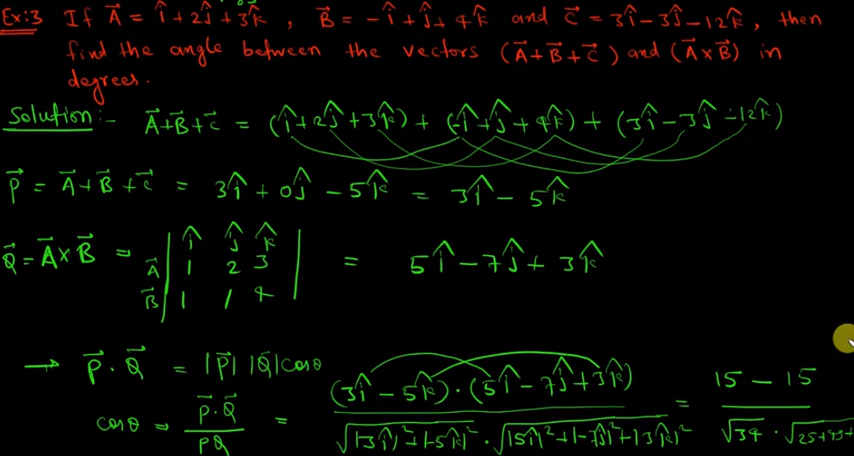 Ex:3 If A⃗ = î + 2ĵ + 3k̂ , B⃗ = -î + ĵ + 4k̂ and C⃗ = 3î - 3ĵ - 12k̂, then
find the angle between the vectors (A⃗ + B⃗ + C⃗) and (A⃗ x B⃗) in
degrees.
Solution :- A⃗+B⃗+C⃗ = (î + 2ĵ + 3k̂) + (-î + ĵ + 4k̂) + (3î - 3ĵ - 12k̂)
P⃗ = A⃗ + B⃗ + C⃗ = 3î + 0ĵ - 5k̂ = 3î - 5k̂
Q⃗ = A⃗ x B⃗ = | î ĵ k̂ | = 5î - 7ĵ + 3k̂
A⃗ 1 2 3
B⃗ 1 1 4
→ P⃗ . Q⃗ = |P⃗| |Q⃗| cosθ
cosθ = P⃗ . Q⃗ / PQ = (3î - 5k̂) . (5î - 7ĵ + 3k̂) / √(3î)² + (-5k̂)² . √(5î)² + (-7ĵ)² + (3k̂)² = 15 - 15 / √34 . √25+49+